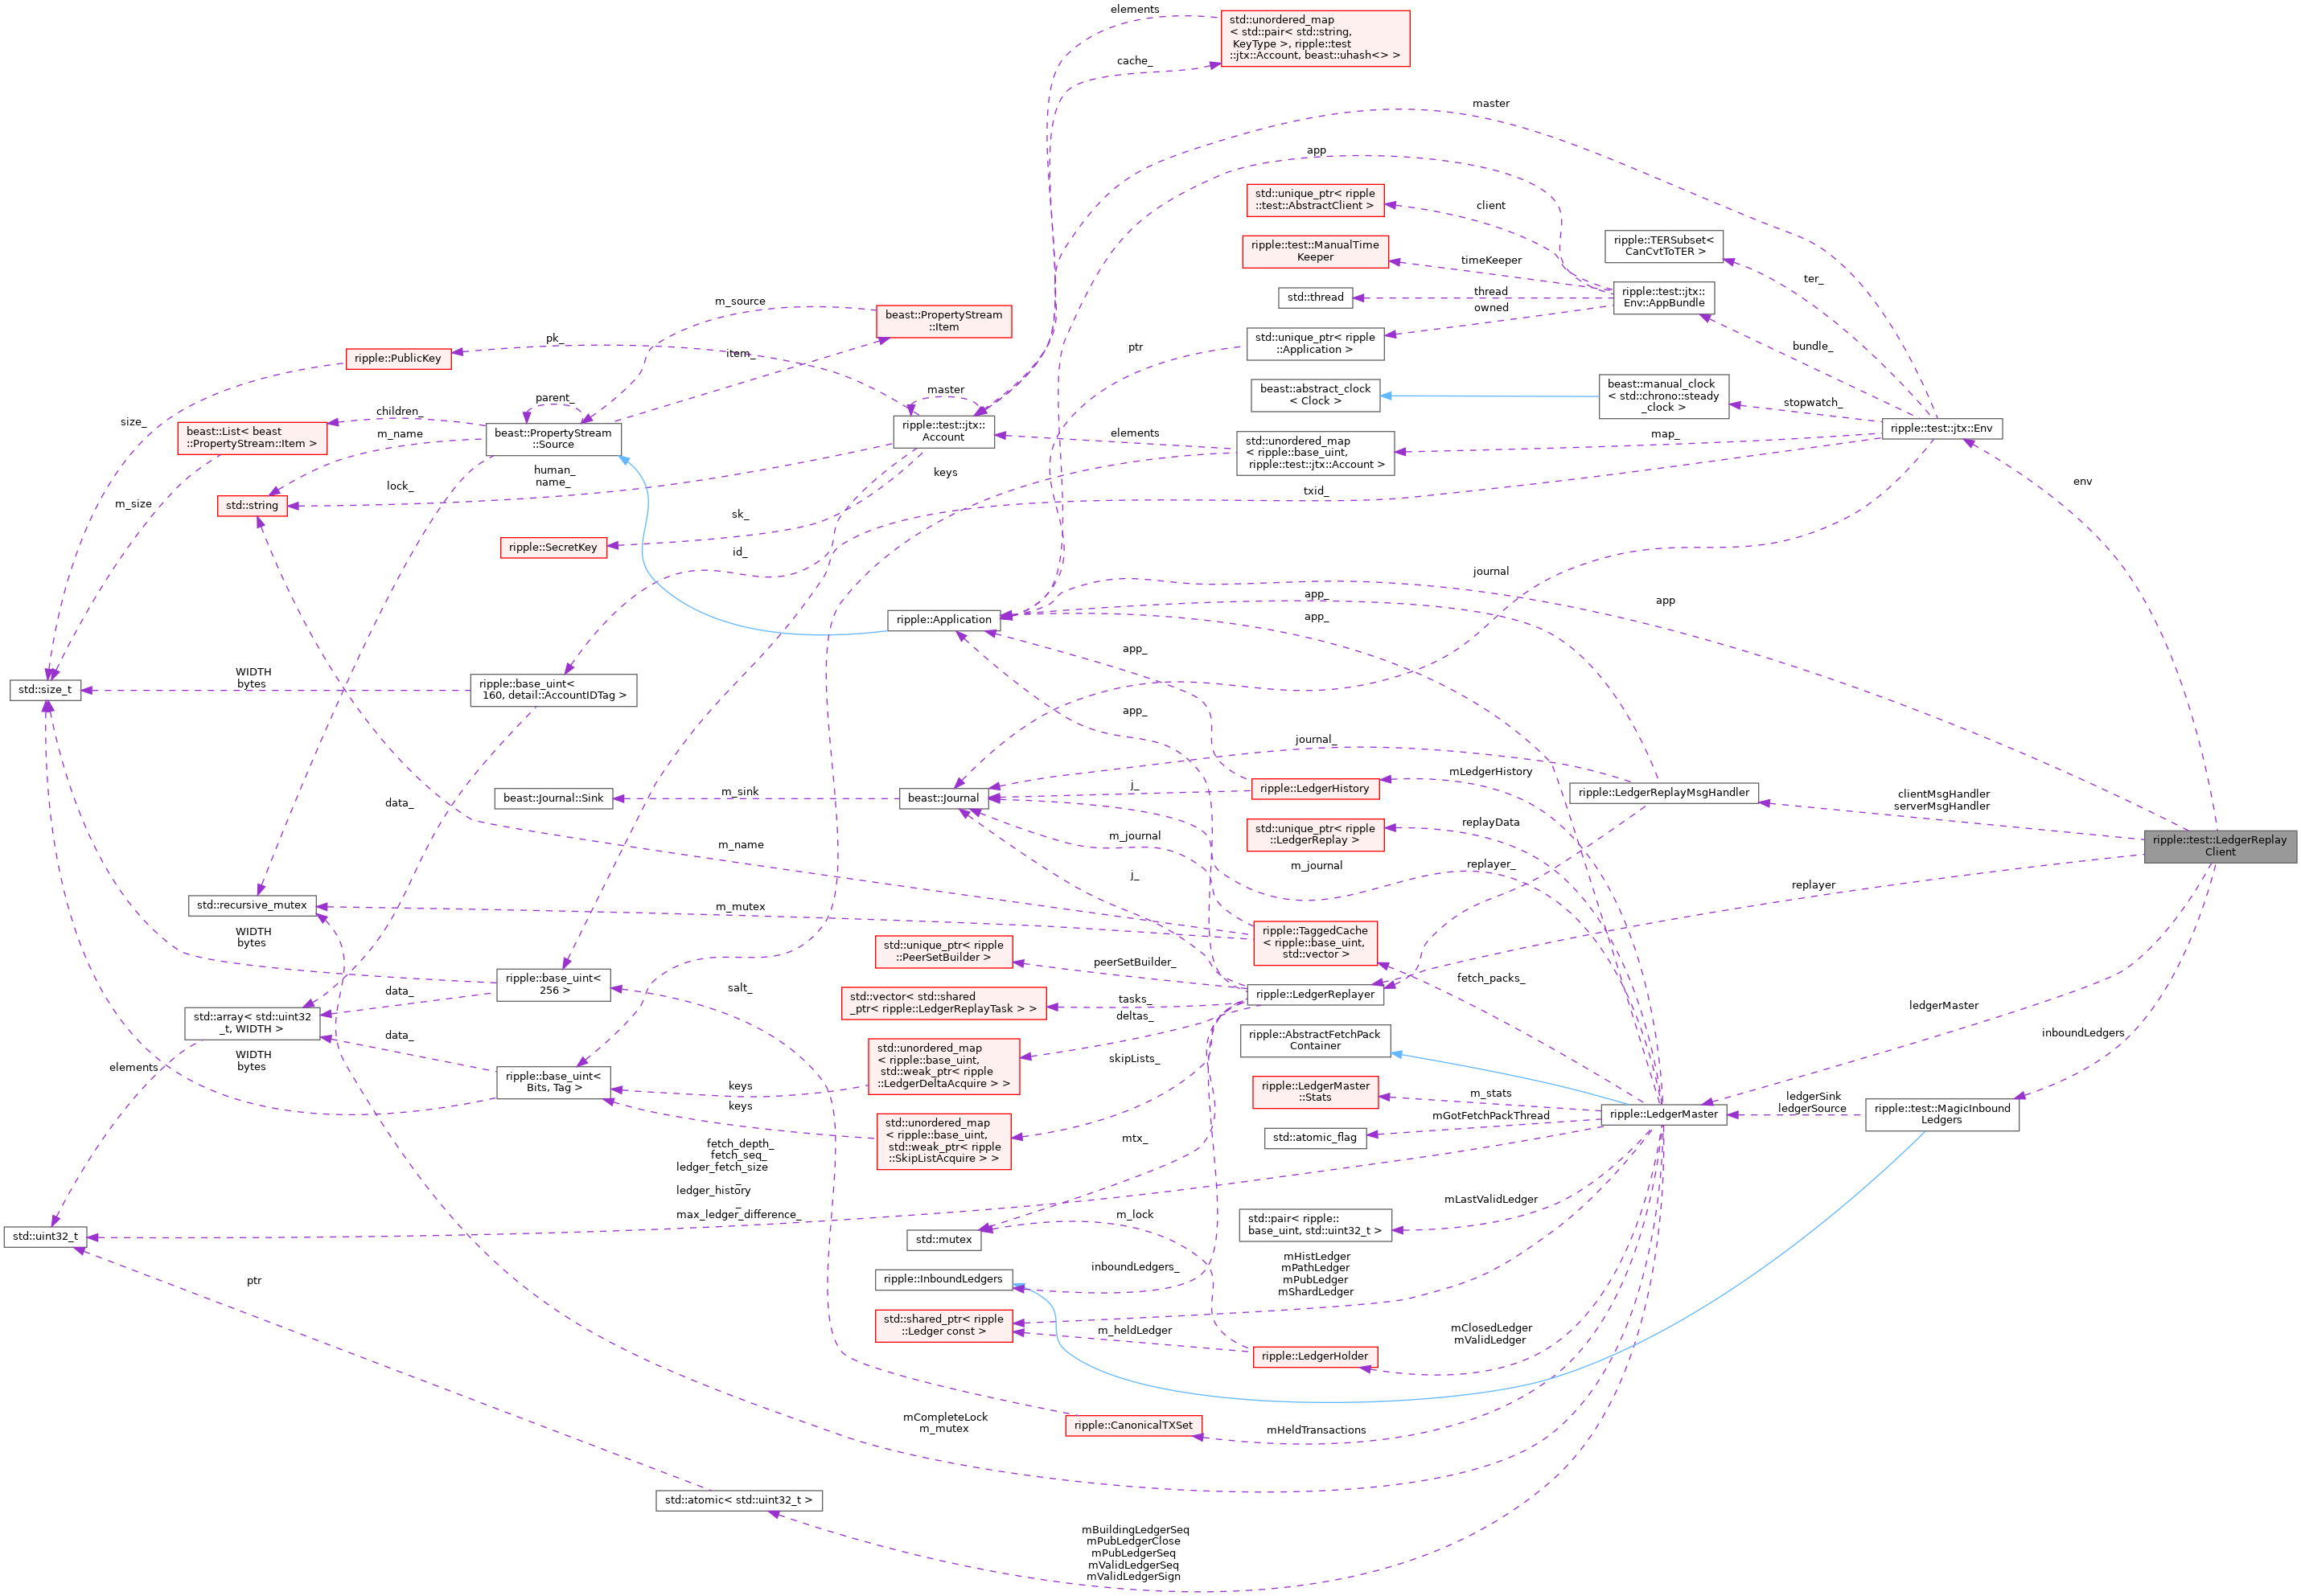 elements
std::unordered_map
< std::pair< std::string,
KeyType >, ripple::test
::jtx::Account, beast::uhash<> >
cache_
master
app
std::unique_ptr< ripple
::test::AbstractClient >
client
ripple::test::ManualTime
Keeper
timeKeeper
ripple::TERSubset<
CanCvtToTER >
ter_
std::thread
thread
ripple::test::jtx::
Env::AppBundle
owned
m_source
beast::PropertyStream
::Item
pk_
item_
ptr
std::unique_ptr< ripple
::Application >
bundle_
ripple::PublicKey
beast::abstract_clock
< Clock >
beast::manual_clock
< std::chrono::steady
_clock >
stopwatch_
master
parent_
children_
size_
beast::List< beast
::PropertyStream::Item >
m_name
beast::PropertyStream
::Source
ripple::test::jtx::
Account
elements
std::unordered_map
< ripple::base_uint,
ripple::test::jtx::Account >
map_
ripple::test::jtx::Env
human_
name_
keys
env
lock_
m_size
std::string
txid_
sk_
ripple::SecretKey
id_
journal
app_
app
app_
ripple::Application
app_
WIDTH
bytes
std::size_t
ripple::base_uint<
160, detail::AccountIDTag >
app_
journal_
mLedgerHistory
j_
ripple::LedgerHistory
ripple::LedgerReplayMsgHandler
clientMsgHandler
serverMsgHandler
beast::Journal::Sink
m_sink
beast::Journal
data_
replayData
std::unique_ptr< ripple
::LedgerReplay >
m_journal
m_name
ripple::test::LedgerReplay
Client
m_journal
replayer_
j_
replayer
std::recursive_mutex
m_mutex
ripple::TaggedCache
< ripple::base_uint,
std::vector >
WIDTH
bytes
std::unique_ptr< ripple
::PeerSetBuilder >
peerSetBuilder_
fetch_packs_
ripple::base_uint<
256 >
salt_
data_
std::vector< std::shared
_ptr< ripple::LedgerReplayTask > >
tasks_
ripple::LedgerReplayer
deltas_
ledgerMaster
std::array< std::uint32
_t, WIDTH >
data_
inboundLedgers
ripple::AbstractFetchPack
Container
std::unordered_map
< ripple::base_uint,
std::weak_ptr< ripple
::LedgerDeltaAcquire > >
skipLists_
WIDTH
bytes
elements
ripple::base_uint<
Bits, Tag >
keys
keys
ripple::LedgerMaster
::Stats
m_stats
mGotFetchPackThread
ripple::LedgerMaster
ledgerSink
ledgerSource
ripple::test::MagicInbound
Ledgers
std::unordered_map
< ripple::base_uint,
std::weak_ptr< ripple
::SkipListAcquire > >
mtx_
std::atomic_flag
fetch_depth_
fetch_seq_
ledger_fetch_size
_
ledger_history
_
max_ledger_difference_
mLastValidLedger
m_lock
std::pair< ripple::
base_uint, std::uint32_t >
std::uint32_t
std::mutex
ptr
inboundLedgers_
mHistLedger
mPathLedger
mPubLedger
mShardLedger
ripple::InboundLedgers
std::shared_ptr< ripple
::Ledger const >
m_heldLedger
mClosedLedger
mValidLedger
ripple::LedgerHolder
mCompleteLock
m_mutex
ripple::CanonicalTXSet
mHeldTransactions
std::atomic< std::uint32_t >
mBuildingLedgerSeq
mPubLedgerClose
mPubLedgerSeq
mValidLedgerSeq
mValidLedgerSign